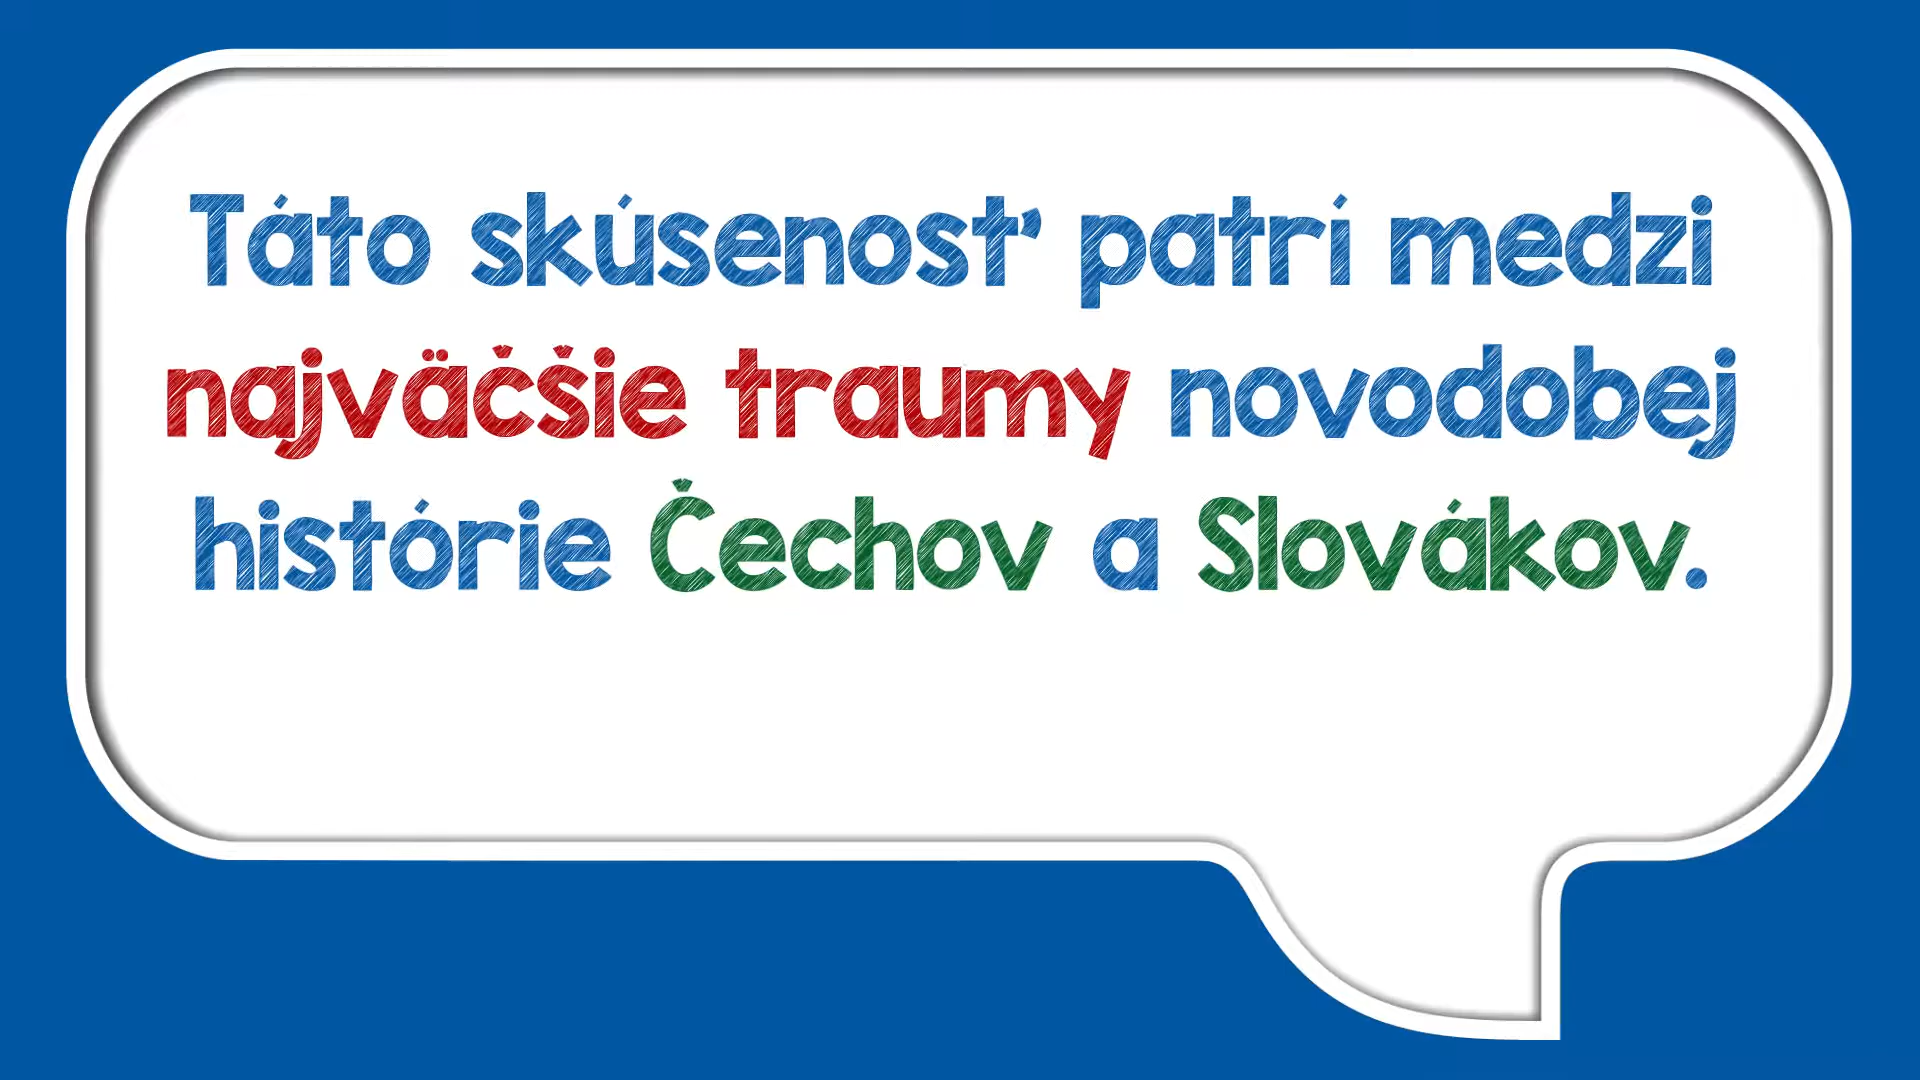 Táto skúsenosť patrí medzi
najväčšie traumy novodobej
histórie Čechov a Slovákov.